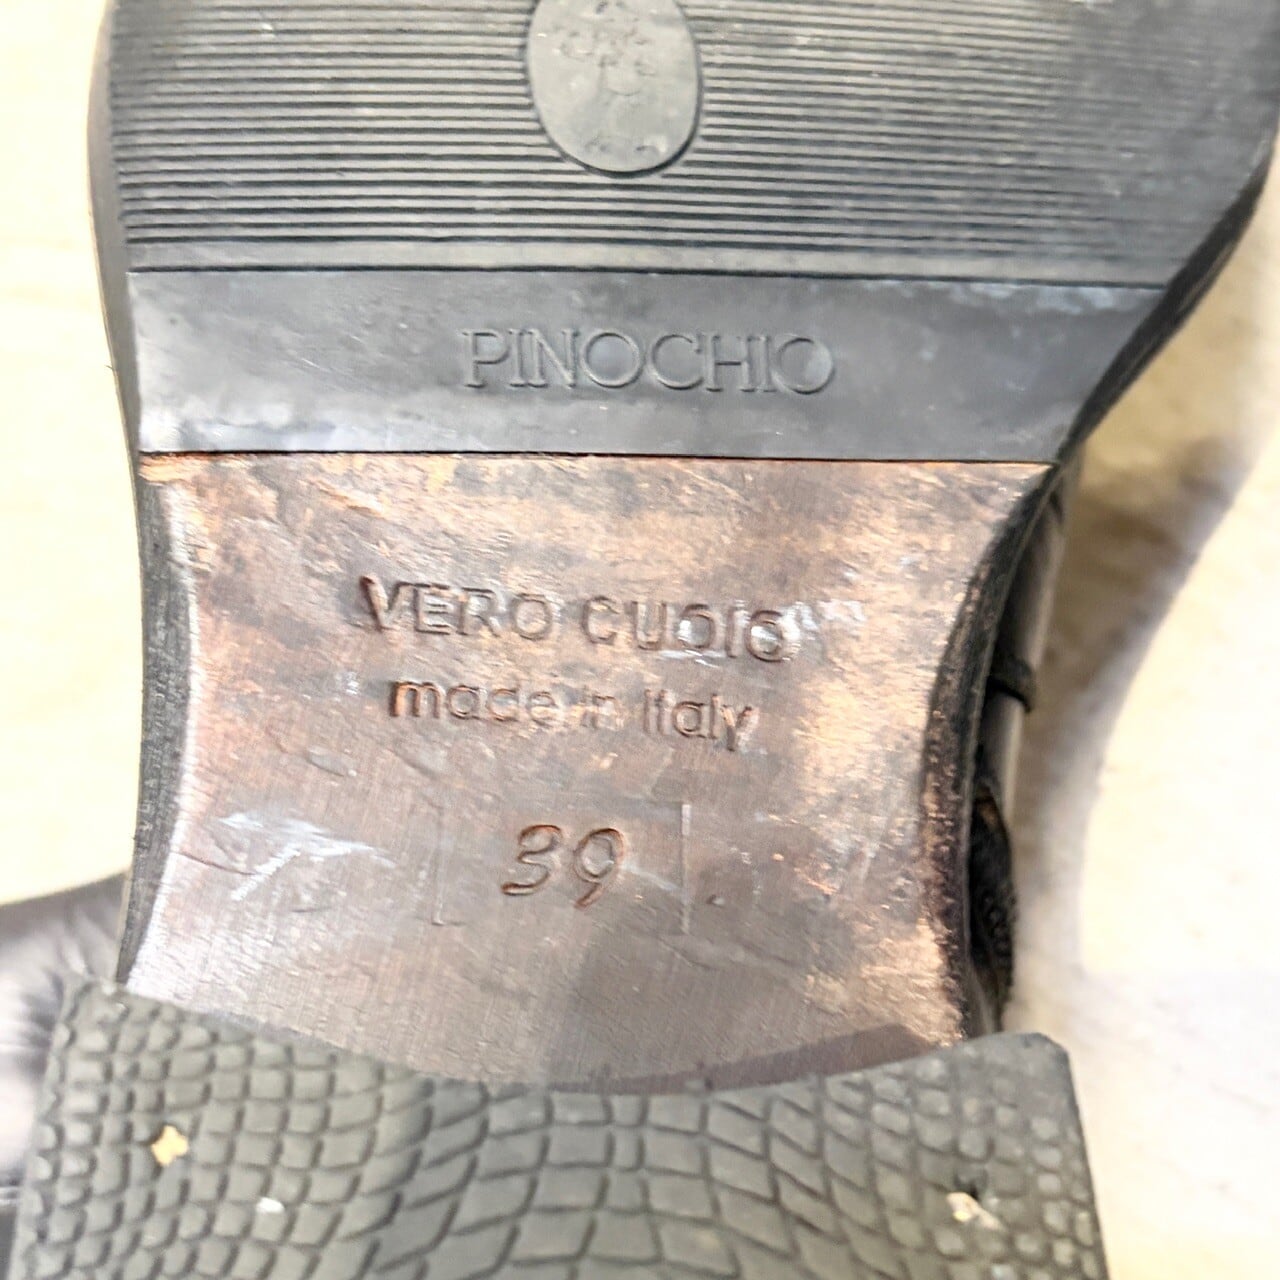 PINOCHIO
VERO CUOIO
made in Italy
39